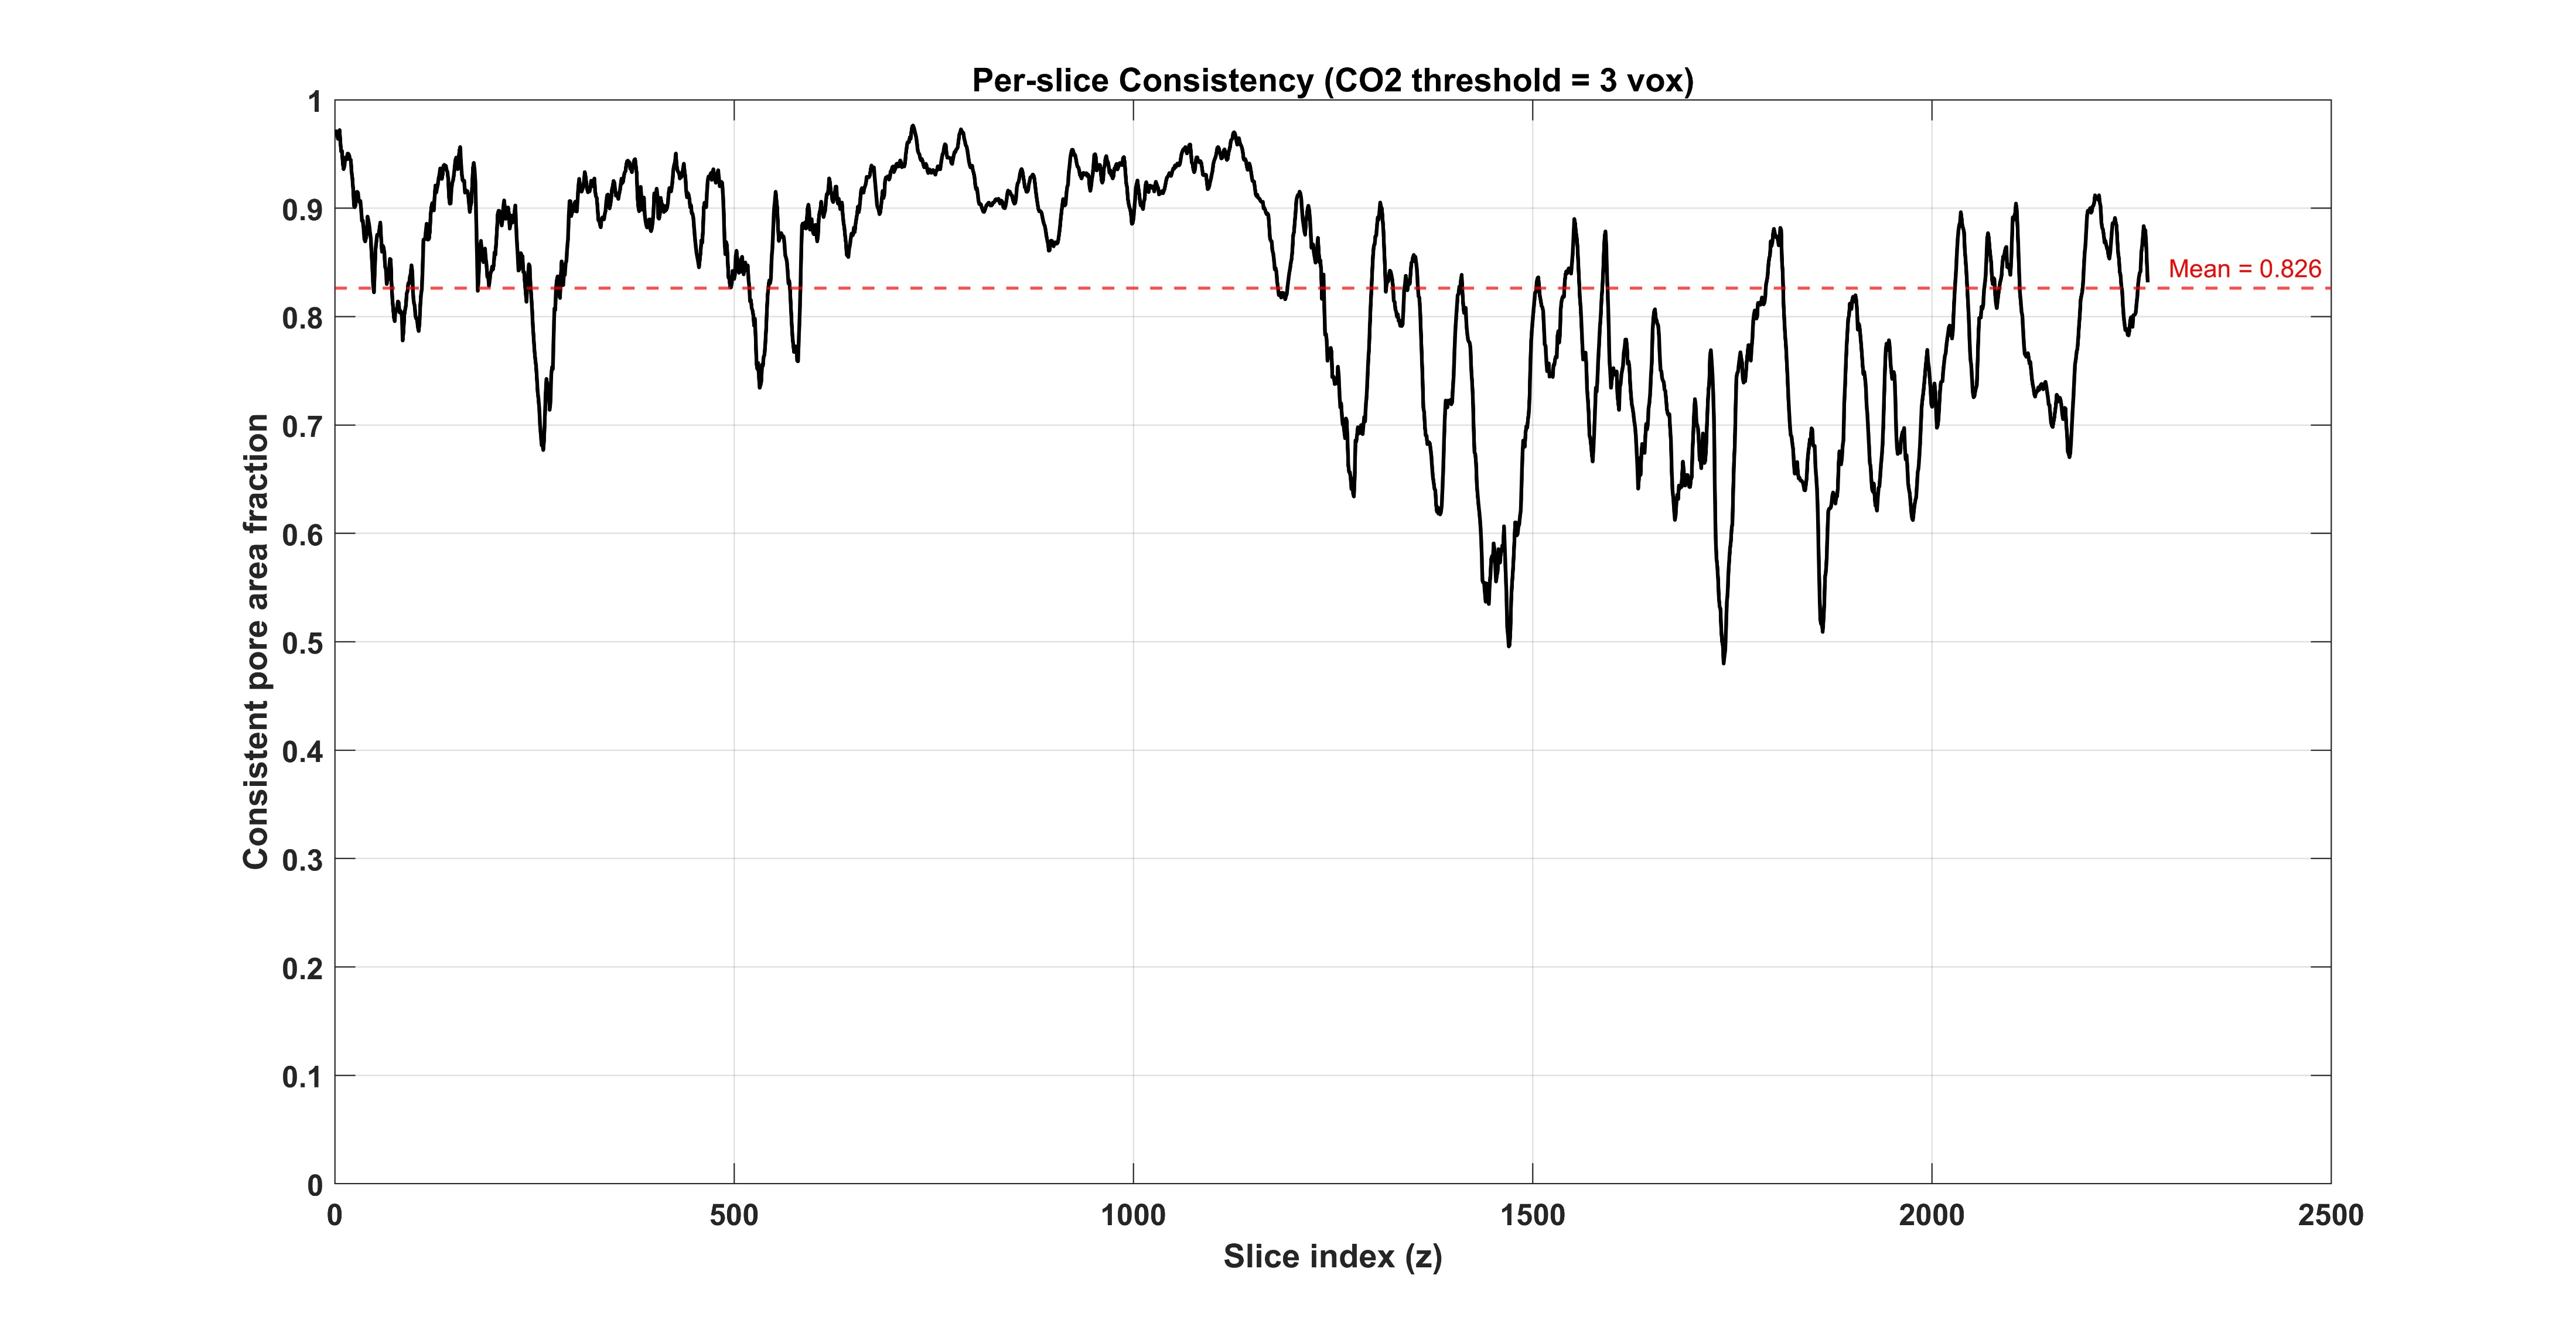 Per-slice Consistency (CO2 threshold = 3 vox)
1
0.9
0.8
0.7
0.6
0.5
0.4
0.3
0.2
0.1
0
Consistent pore area fraction
Mean = 0.826
0 500 1000 1500 2000 2500
Slice index (z)